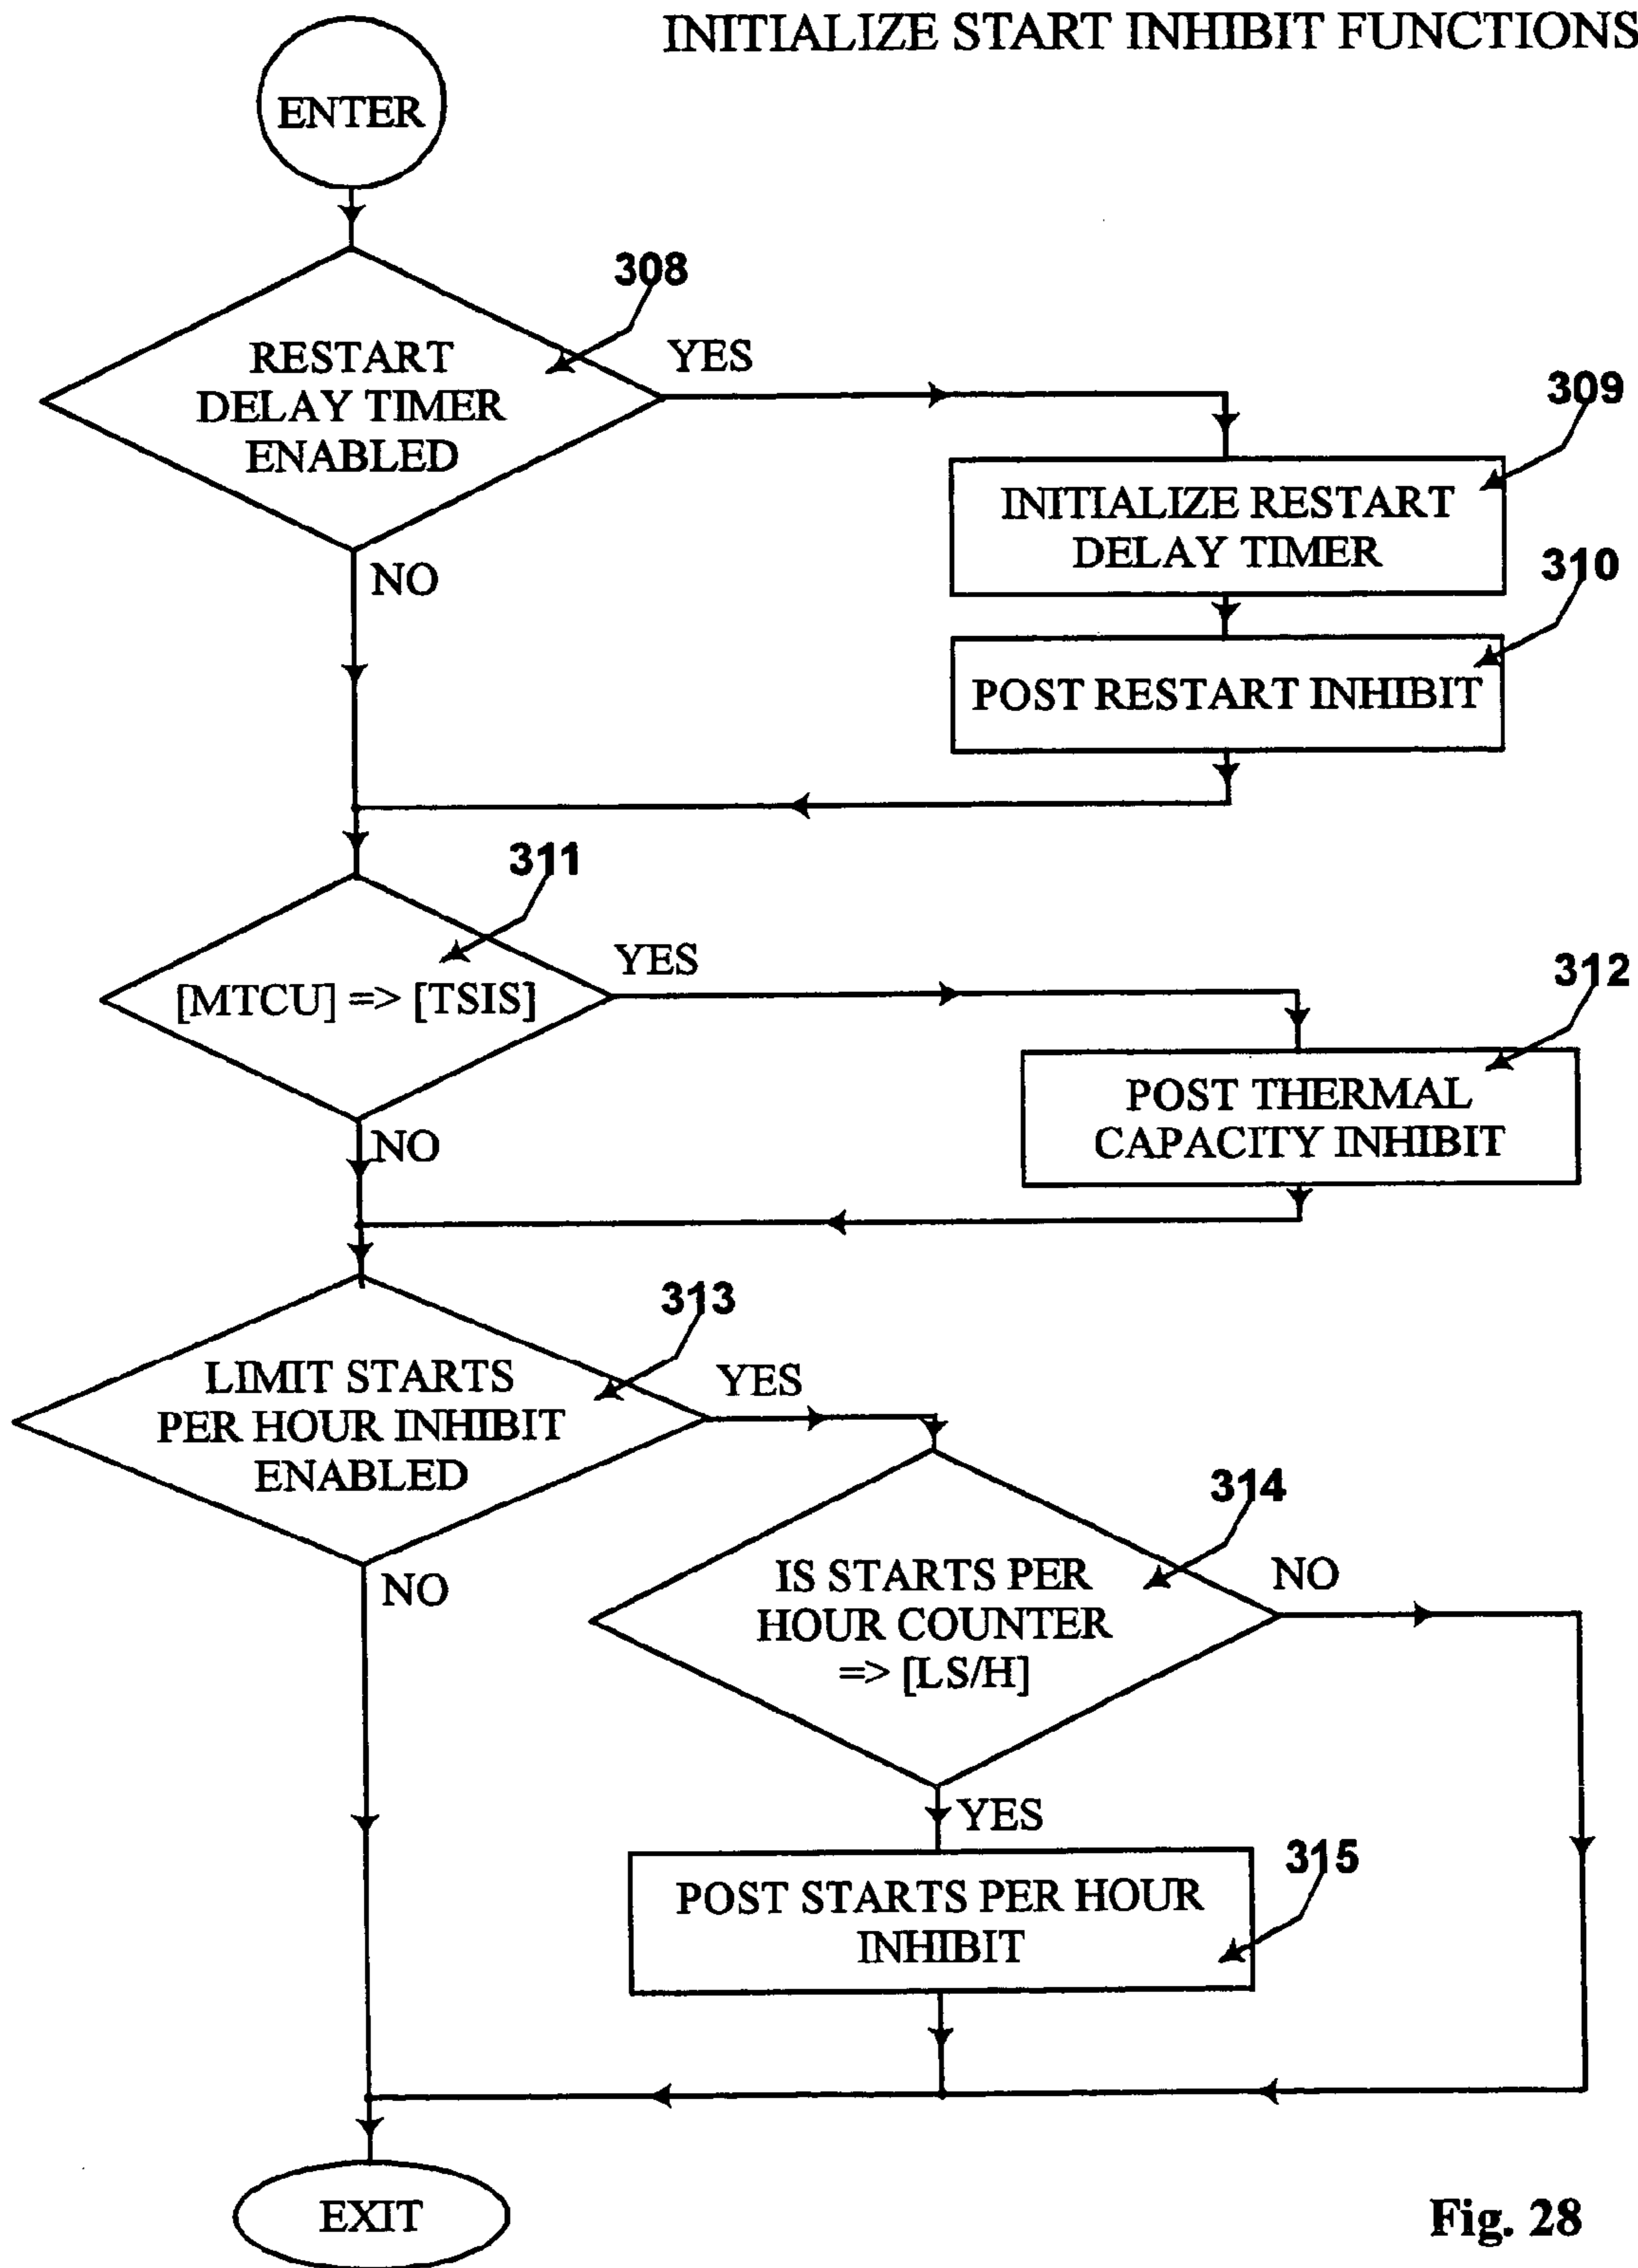 INITIALIZE START INHIBIT FUNCTIONS
ENTER
308
RESTART
DELAY TIMER
ENABLED
YES
NO
309
INITIALIZE RESTART
DELAY TIMER
310
POST RESTART INHIBIT
311
[MTCU] => [TSIS]
YES
NO
312
POST THERMAL
CAPACITY INHIBIT
313
LIMIT STARTS
PER HOUR INHIBIT
ENABLED
YES
NO
314
IS STARTS PER
HOUR COUNTER
=> [LS/H]
NO
YES
315
POST STARTS PER HOUR
INHIBIT
EXIT
Fig. 28